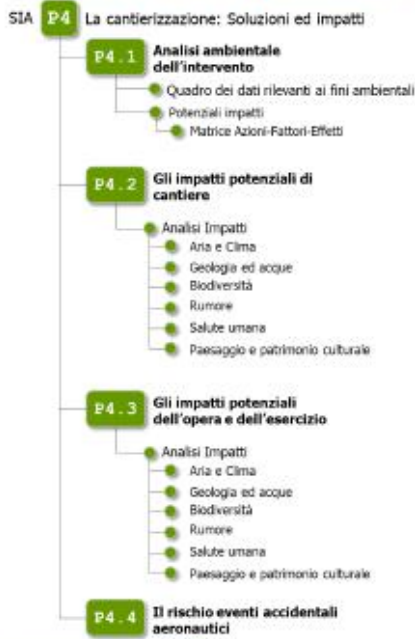 SIA P4 La cantierizzazione: Soluzioni ed impatti
P4.1 Analisi ambientale
dell'intervento
Quadro dei dati rilevanti ai fini ambientali
Potenziali impatti
Matrice Azioni-Fattori-Effetti
P4.2 Gli impatti potenziali di
cantiere
Analisi Impatti
Aria e Clima
Geologia ed acque
Biodiversità
Rumore
Salute umana
Paesaggio e patrimonio culturale
P4.3 Gli impatti potenziali
dell'opera e dell'esercizio
Analisi Impatti
Aria e Clima
Geologia ed acque
Biodiversità
Rumore
Salute umana
Paesaggio e patrimonio culturale
P4.4 Il rischio eventi accidentali
aeronautici